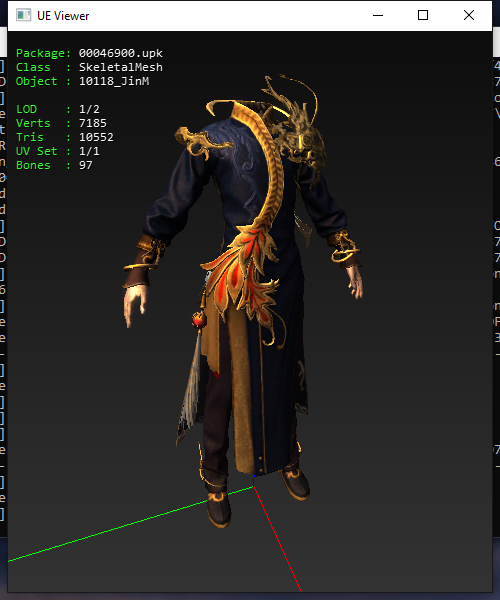 UE Viewer
Package: 00046900.upk
Class : SkeletalMesh
Object : 10118_JinM
LOD : 1/2
Verts : 7185
Tris : 10552
UV Set : 1/1
Bones : 97